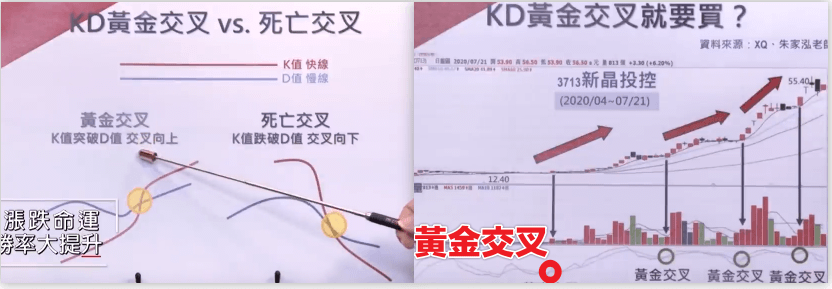 KD黃金交叉 vs. 死亡交叉
K值 快線
D值 慢線
黃金交叉
K值突破D值 交叉向上
死亡交叉
K值跌破D值 交叉向下
漲跌命運
勝率大提升
KD黃金交叉就要買？
資料來源：XQ、朱家泓老師
日線圖 2020/07/21
3713新晶投控
(2020/04~07/21)
55.40
12.40
黃金交叉
黃金交叉
黃金交叉
黃金交叉